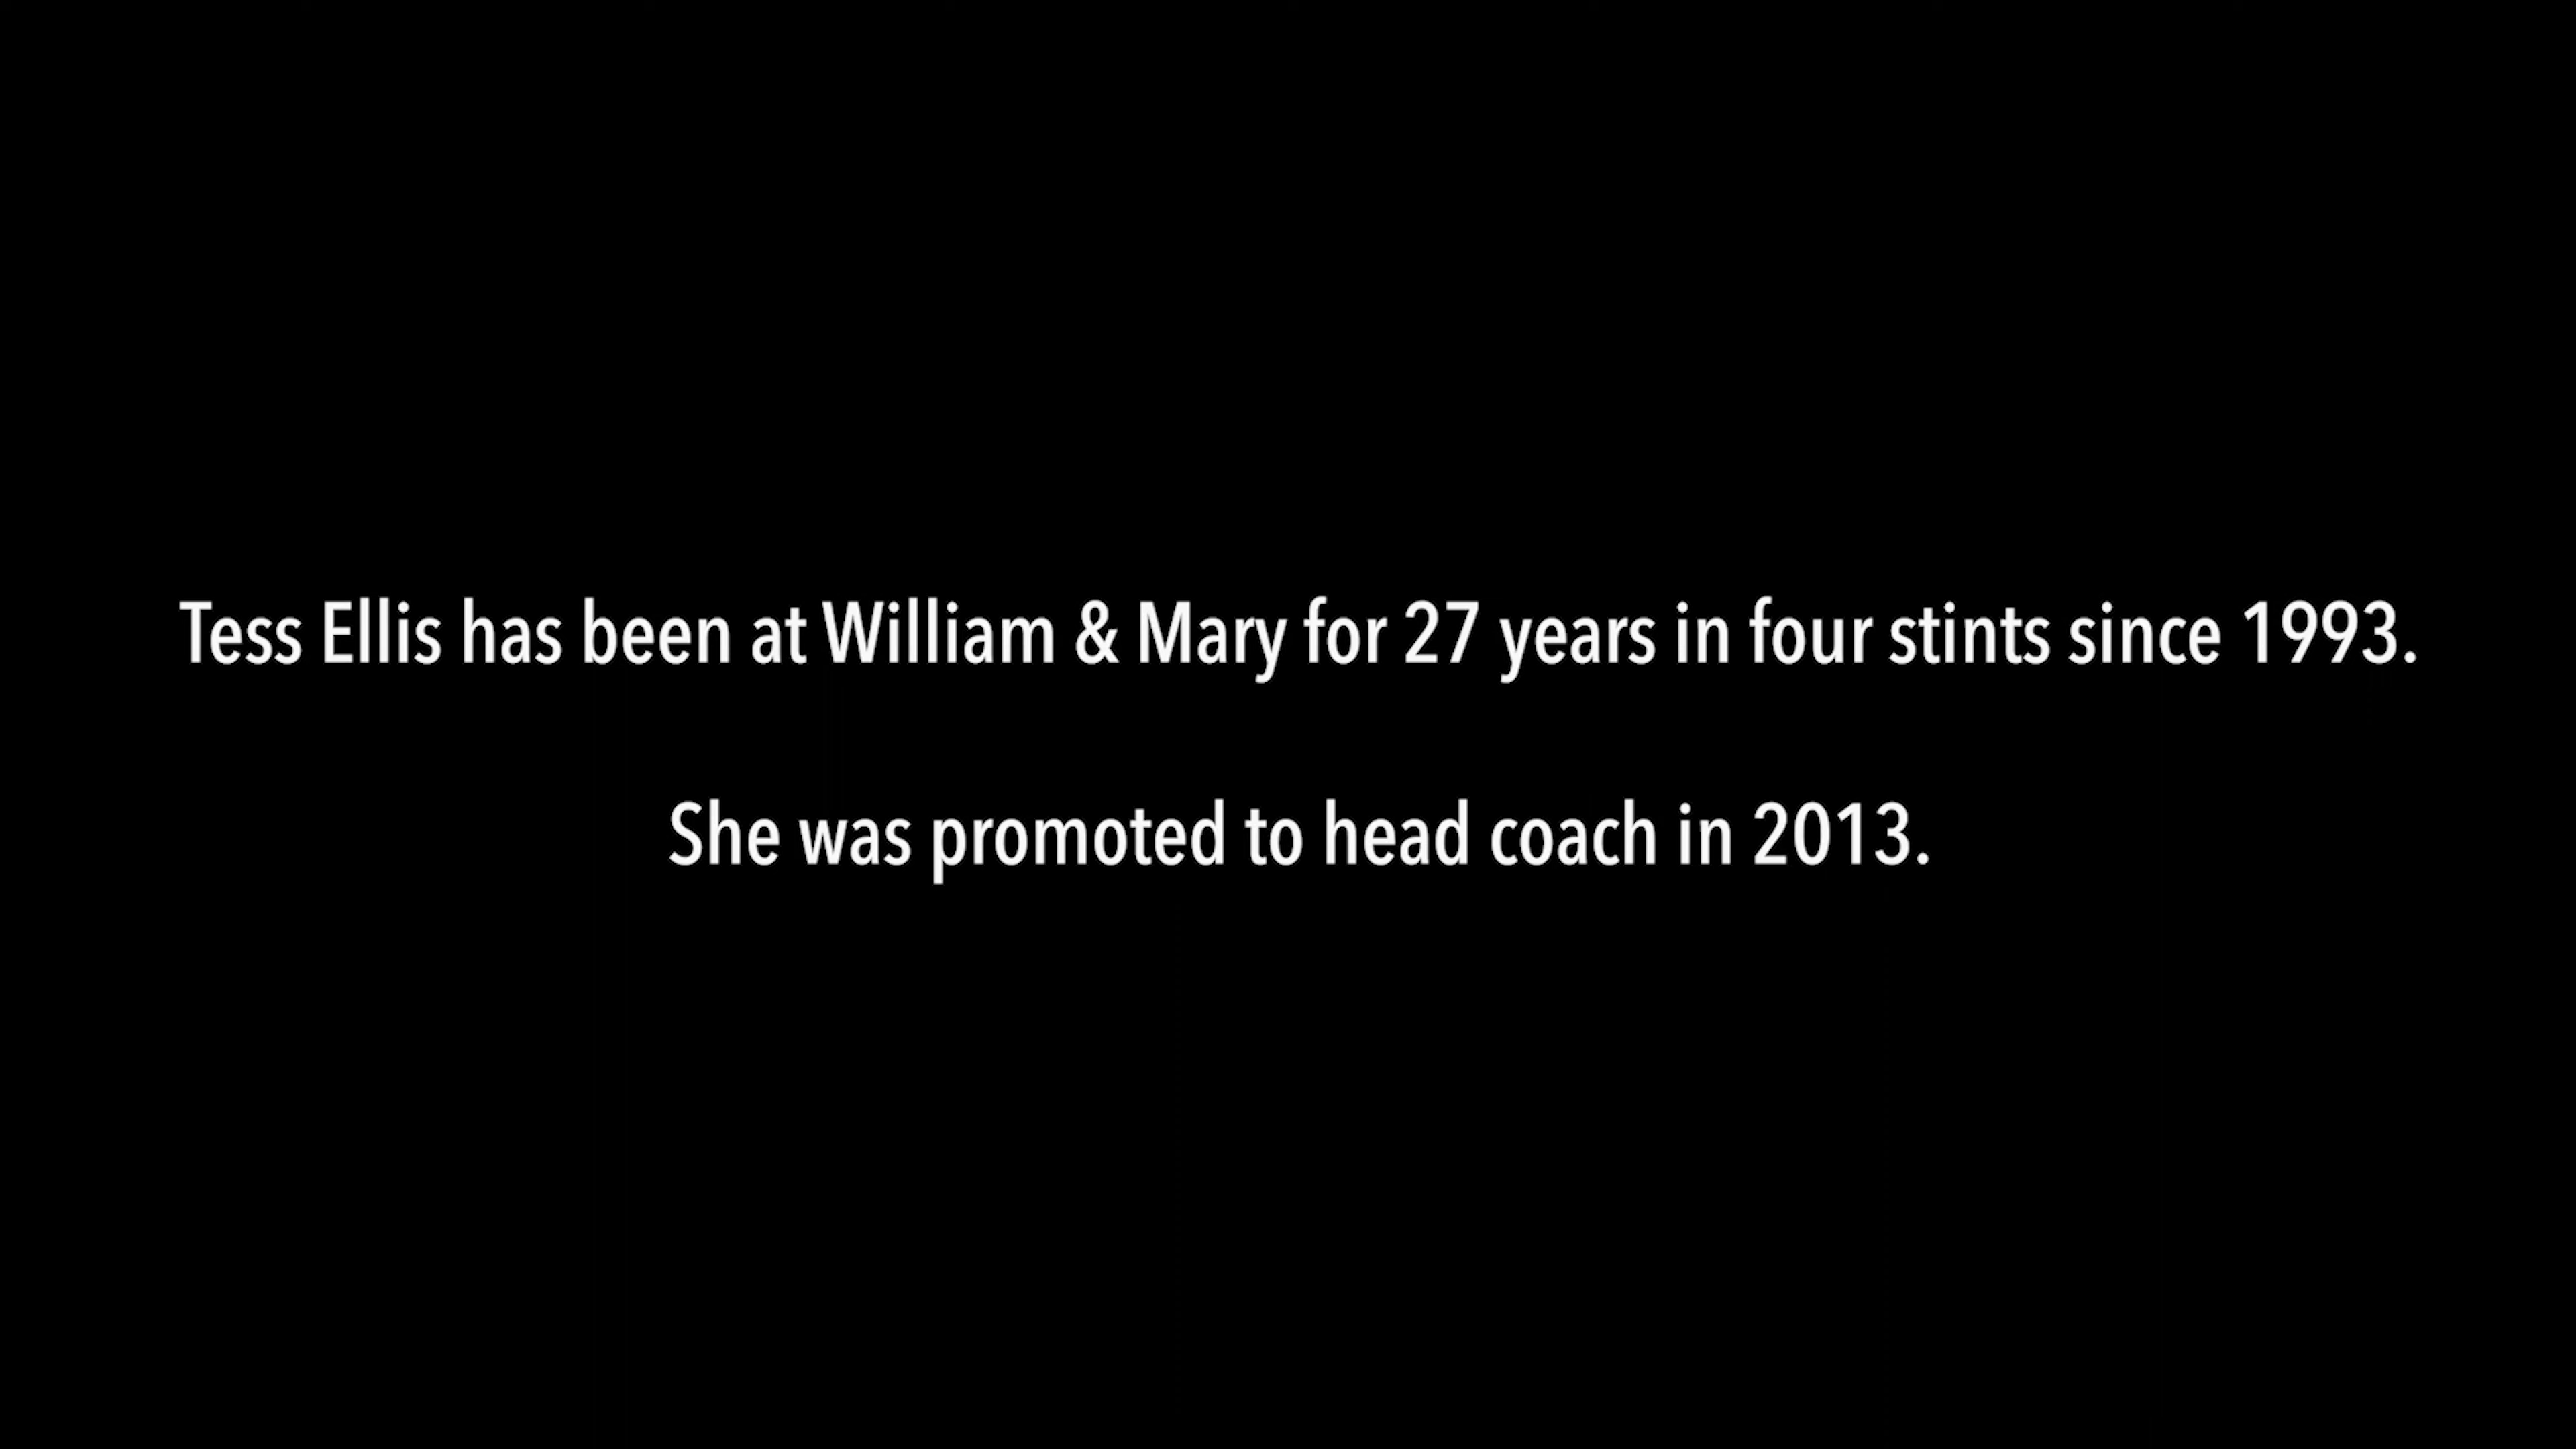 Tess Ellis has been at William & Mary for 27 years in four stints since 1993.
She was promoted to head coach in 2013.